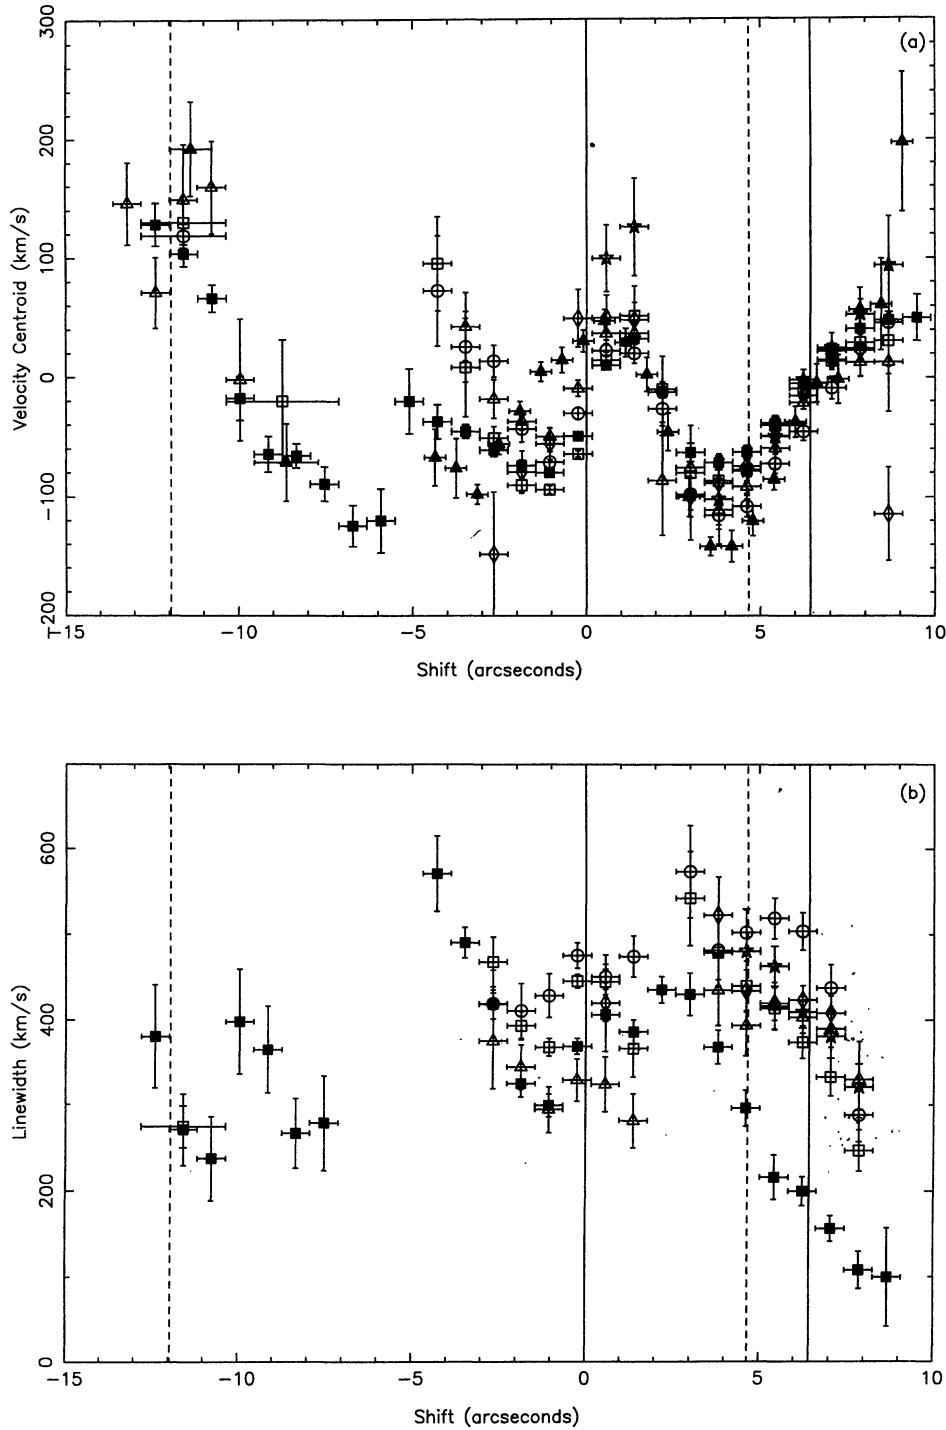 (a)
300
200
100
0
−100
−200
Velocity Centroid (km/s)
−15 −10 −5 0 5 10
Shift (arcseconds)
(b)
600
400
200
0
Linewidth (km/s)
−15 −10 −5 0 5 10
Shift (arcseconds)